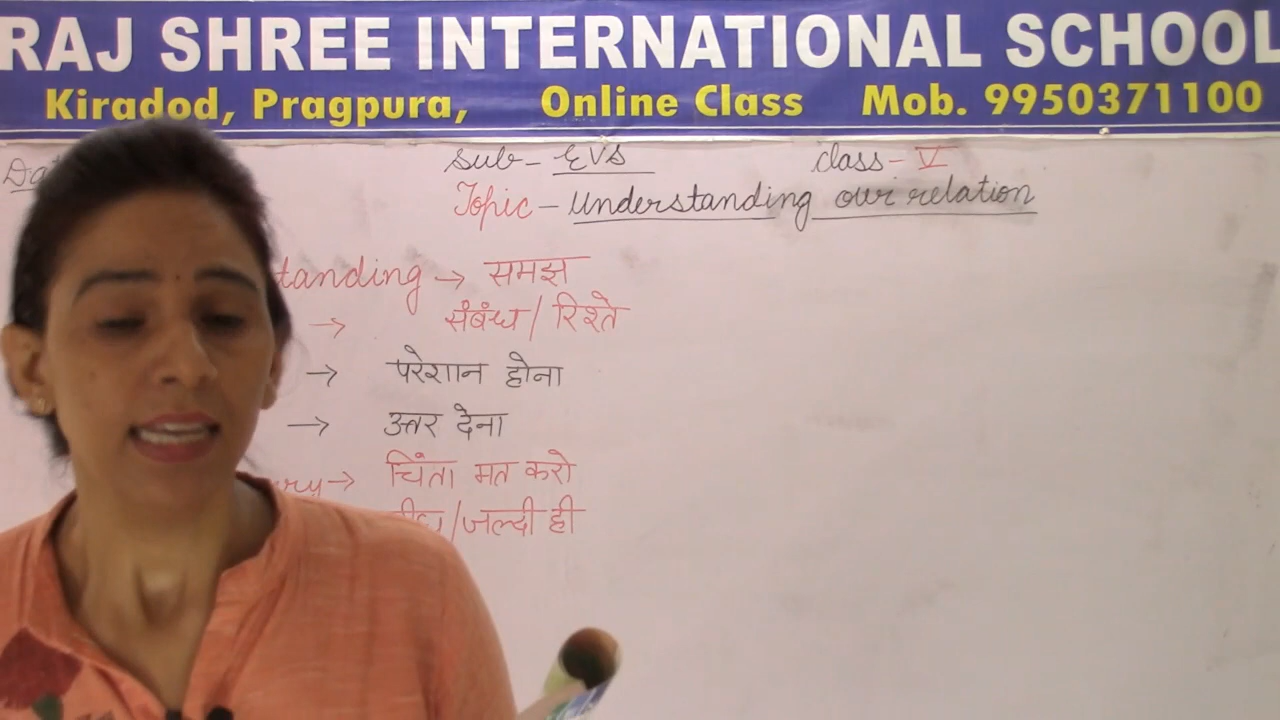 RAJ SHREE INTERNATIONAL SCHOOL
Kiradod, Pragpura, Online Class Mob. 9950371100
Sub- EVS Class- V
Topic - Understanding our relation
tanding → समझ
→ संबंध / रिश्ते
→ परेशान होना
→ उत्तर देना
→ चिंता मत करो
/ जल्दी ही